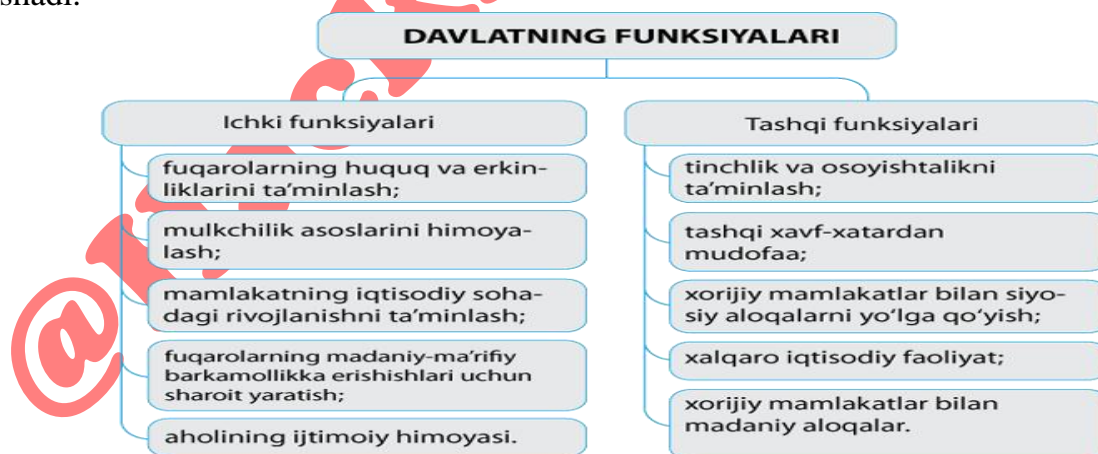 DAVLATNING FUNKSIYALARI
Ichki funksiyalari
fuqarolarning huquq va erkin-
liklarini ta’minlash;
mulkchilik asoslarini himoya-
lash;
mamlakatning iqtisodiy soha-
dagi rivojlanishni ta’minlash;
fuqarolarning madaniy-ma’rifiy
barkamollikka erishishlari uchun
sharoit yaratish;
aholining ijtimoiy himoyasi.
Tashqi funksiyalari
tinchlik va osoyishtalikni
ta’minlash;
tashqi xavf-xatardan
mudofaa;
xorijiy mamlakatlar bilan siyo-
siy aloqalarni yo‘lga qo‘yish;
xalqaro iqtisodiy faoliyat;
xorijiy mamlakatlar bilan
madaniy aloqalar.